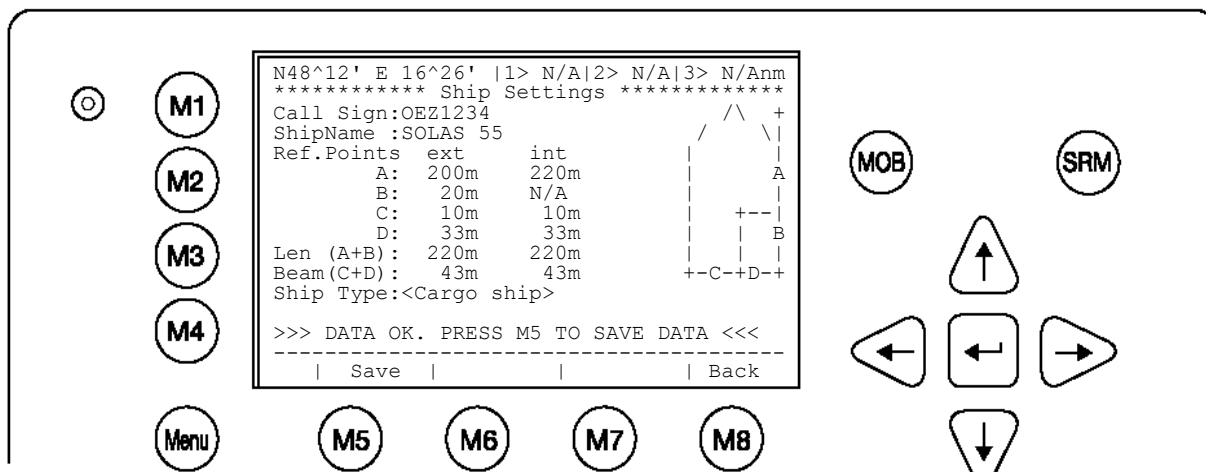 N48^12' E 16^26' |1> N/A|2> N/A|3> N/Anm
************ Ship Settings *************
Call Sign:OEZ1234 /\ +
ShipName :SOLAS 55 / \|
Ref.Points ext int | |
A: 200m 220m | A
B: 20m N/A | |
C: 10m 10m | +--|
D: 33m 33m | | B
Len (A+B): 220m 220m | | |
Beam(C+D): 43m 43m +-C-+D-+
Ship Type:<Cargo ship>
>>> DATA OK. PRESS M5 TO SAVE DATA <<<
----------------------------------------
| Save | | | Back
M1
M2
M3
M4
Menu
M5
M6
M7
M8
MOB
SRM